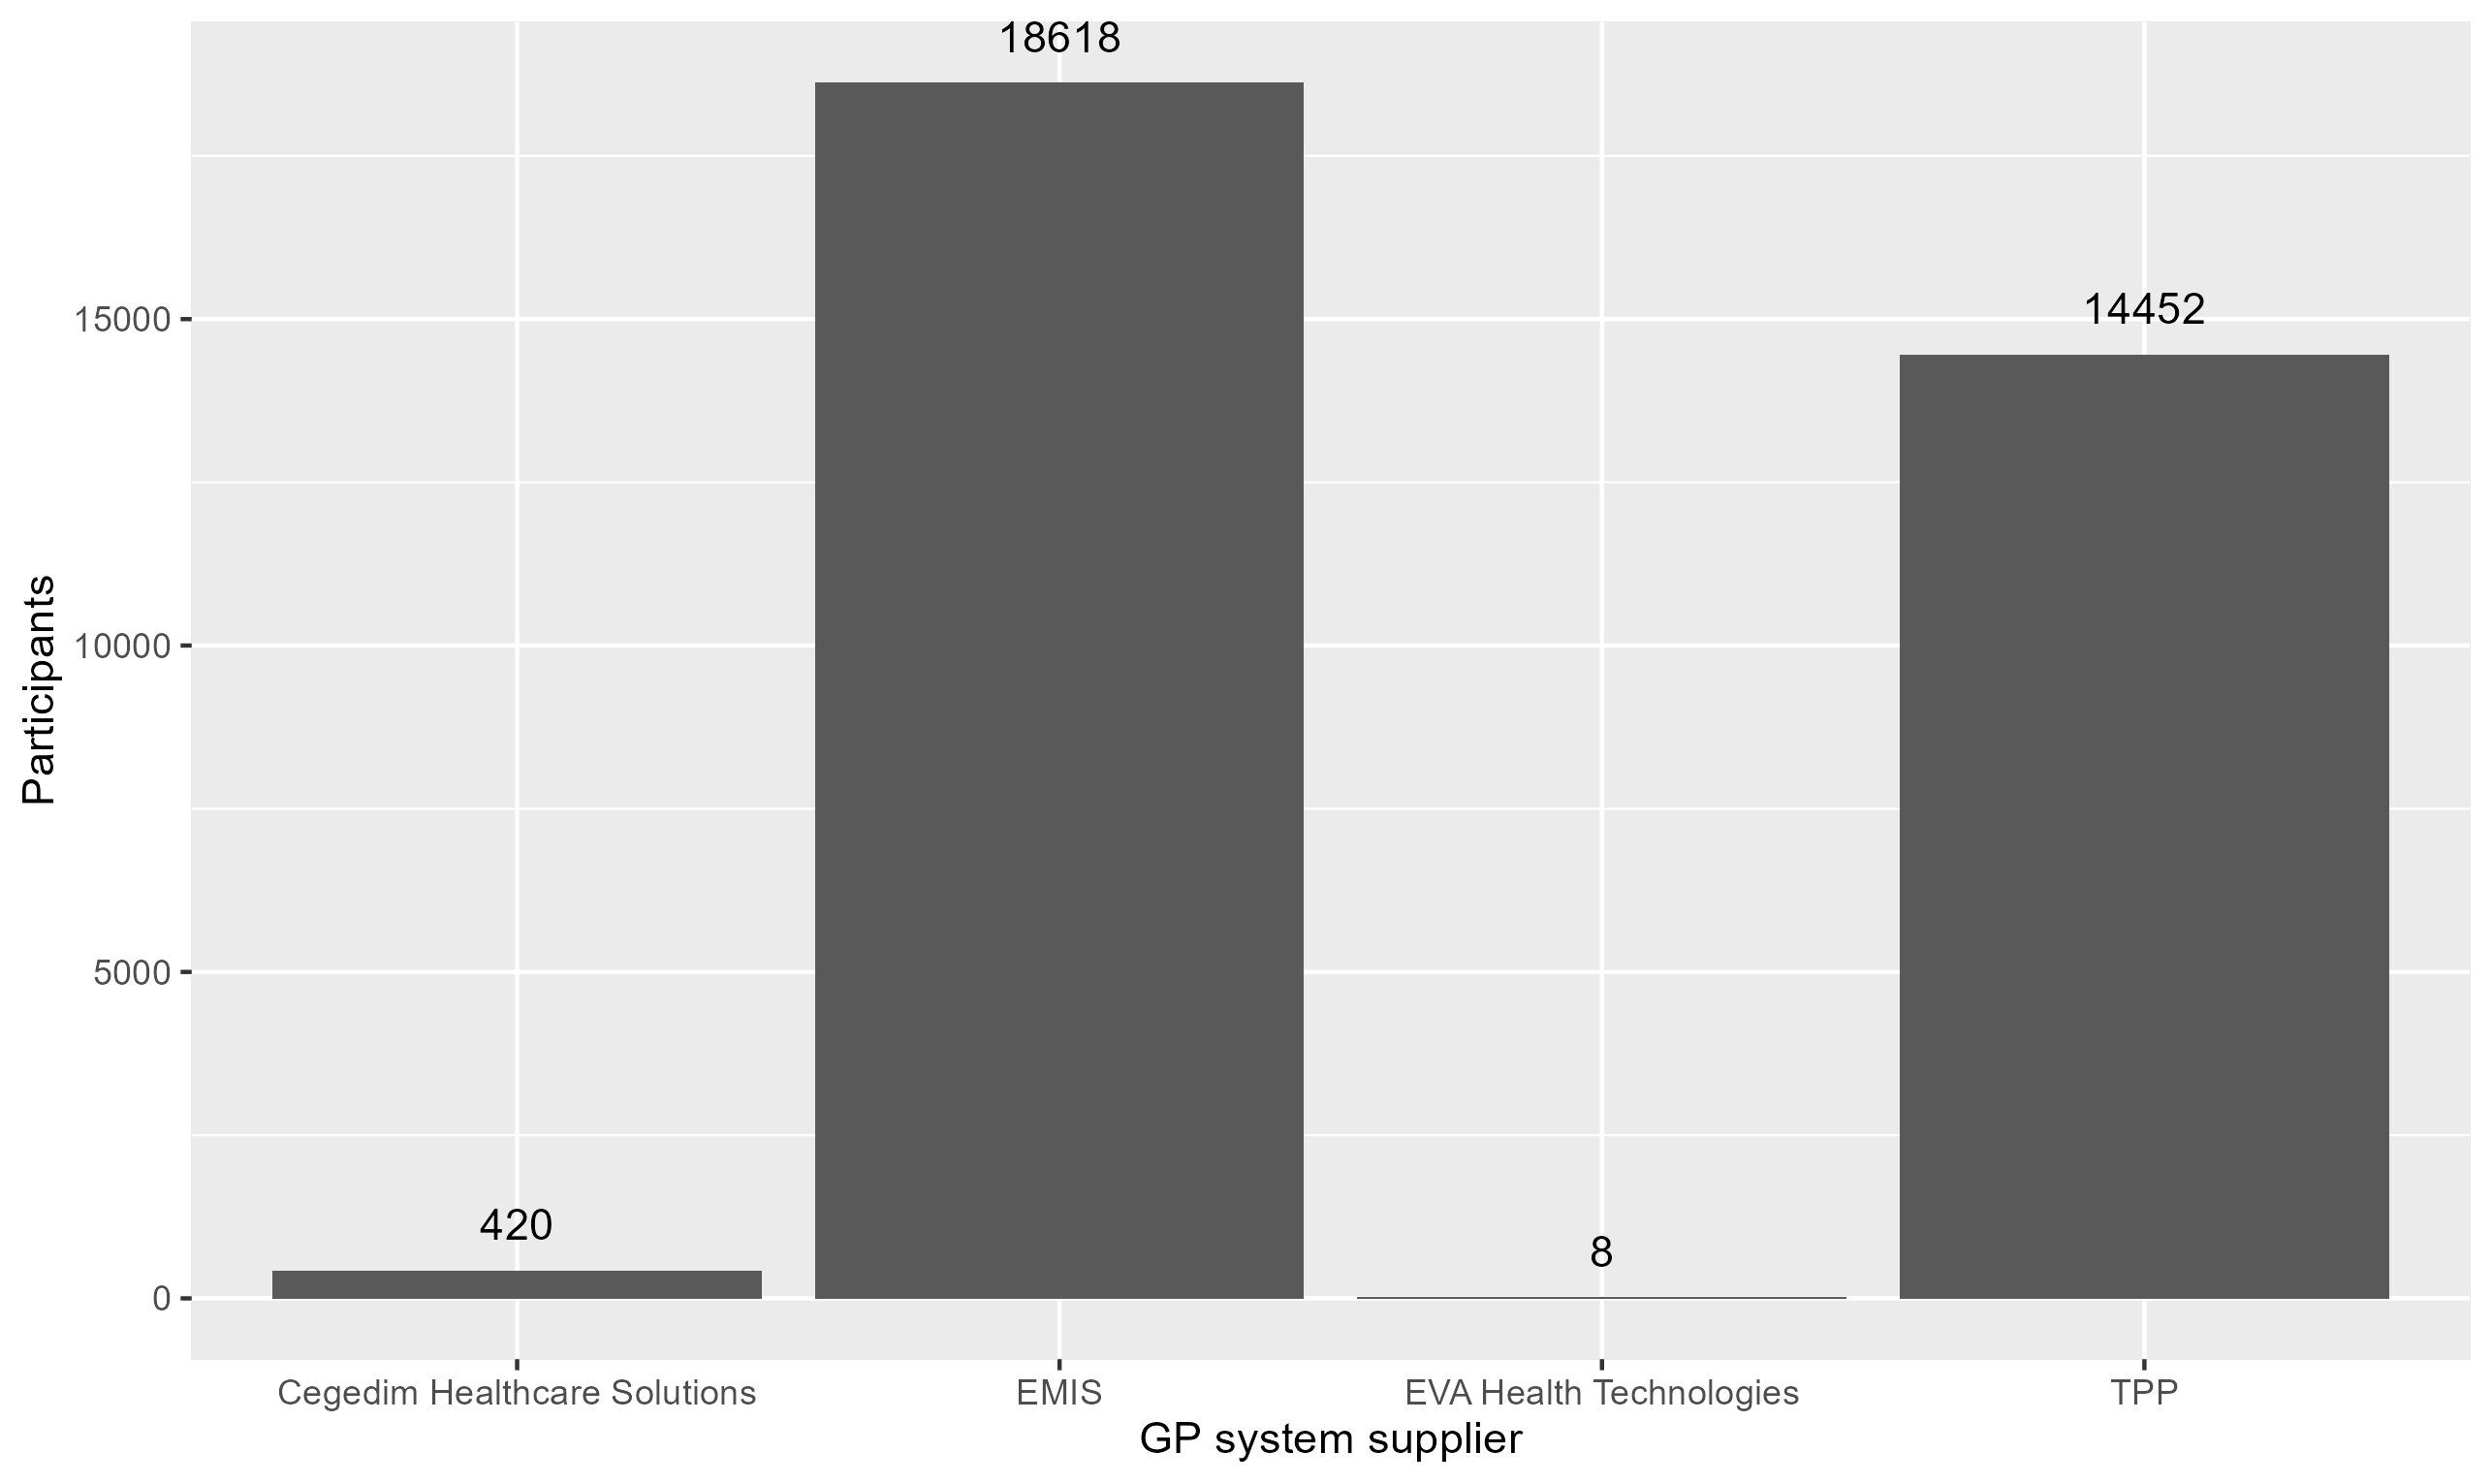 18618
14452
420
8
15000
10000
5000
0
Participants
Cegedim Healthcare Solutions
EMIS
EVA Health Technologies
TPP
GP system supplier